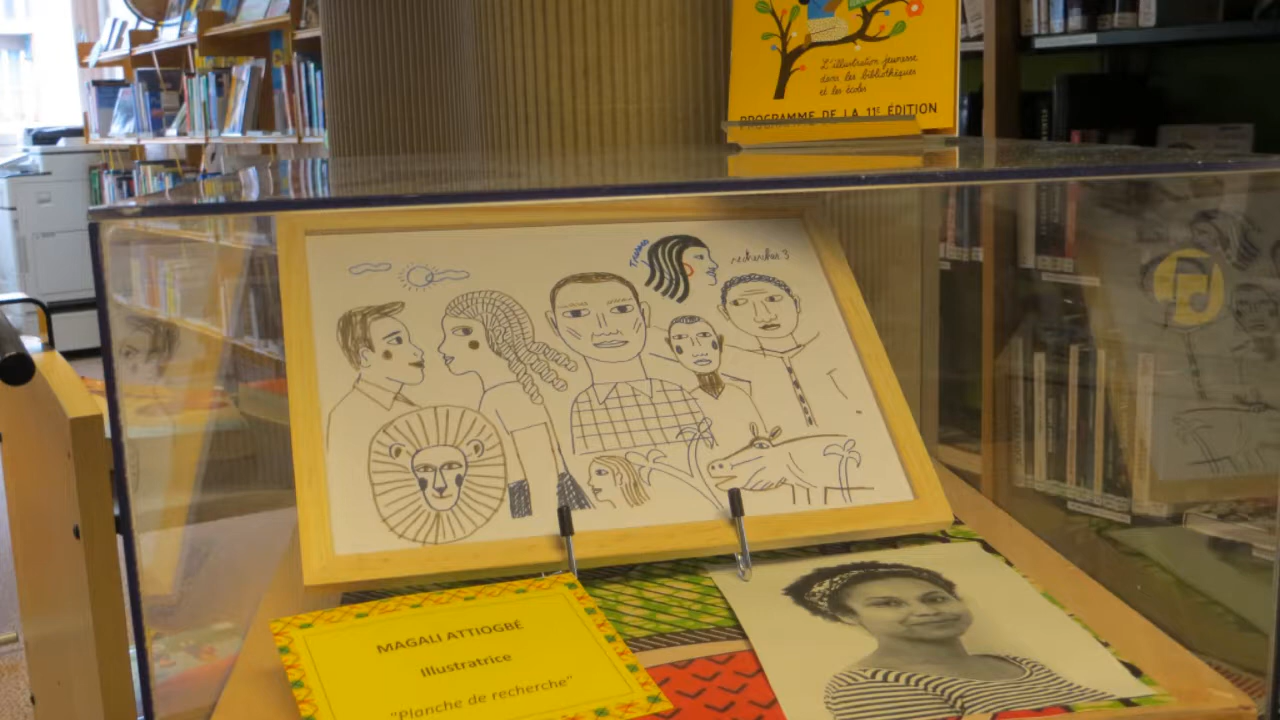 L'illustration jeunesse
dans les bibliothèques
et les écoles
PROGRAMME DE LA 11E ÉDITION
recherches 3
MAGALI ATTIOGBÉ
Illustratrice
"Planche de recherche"